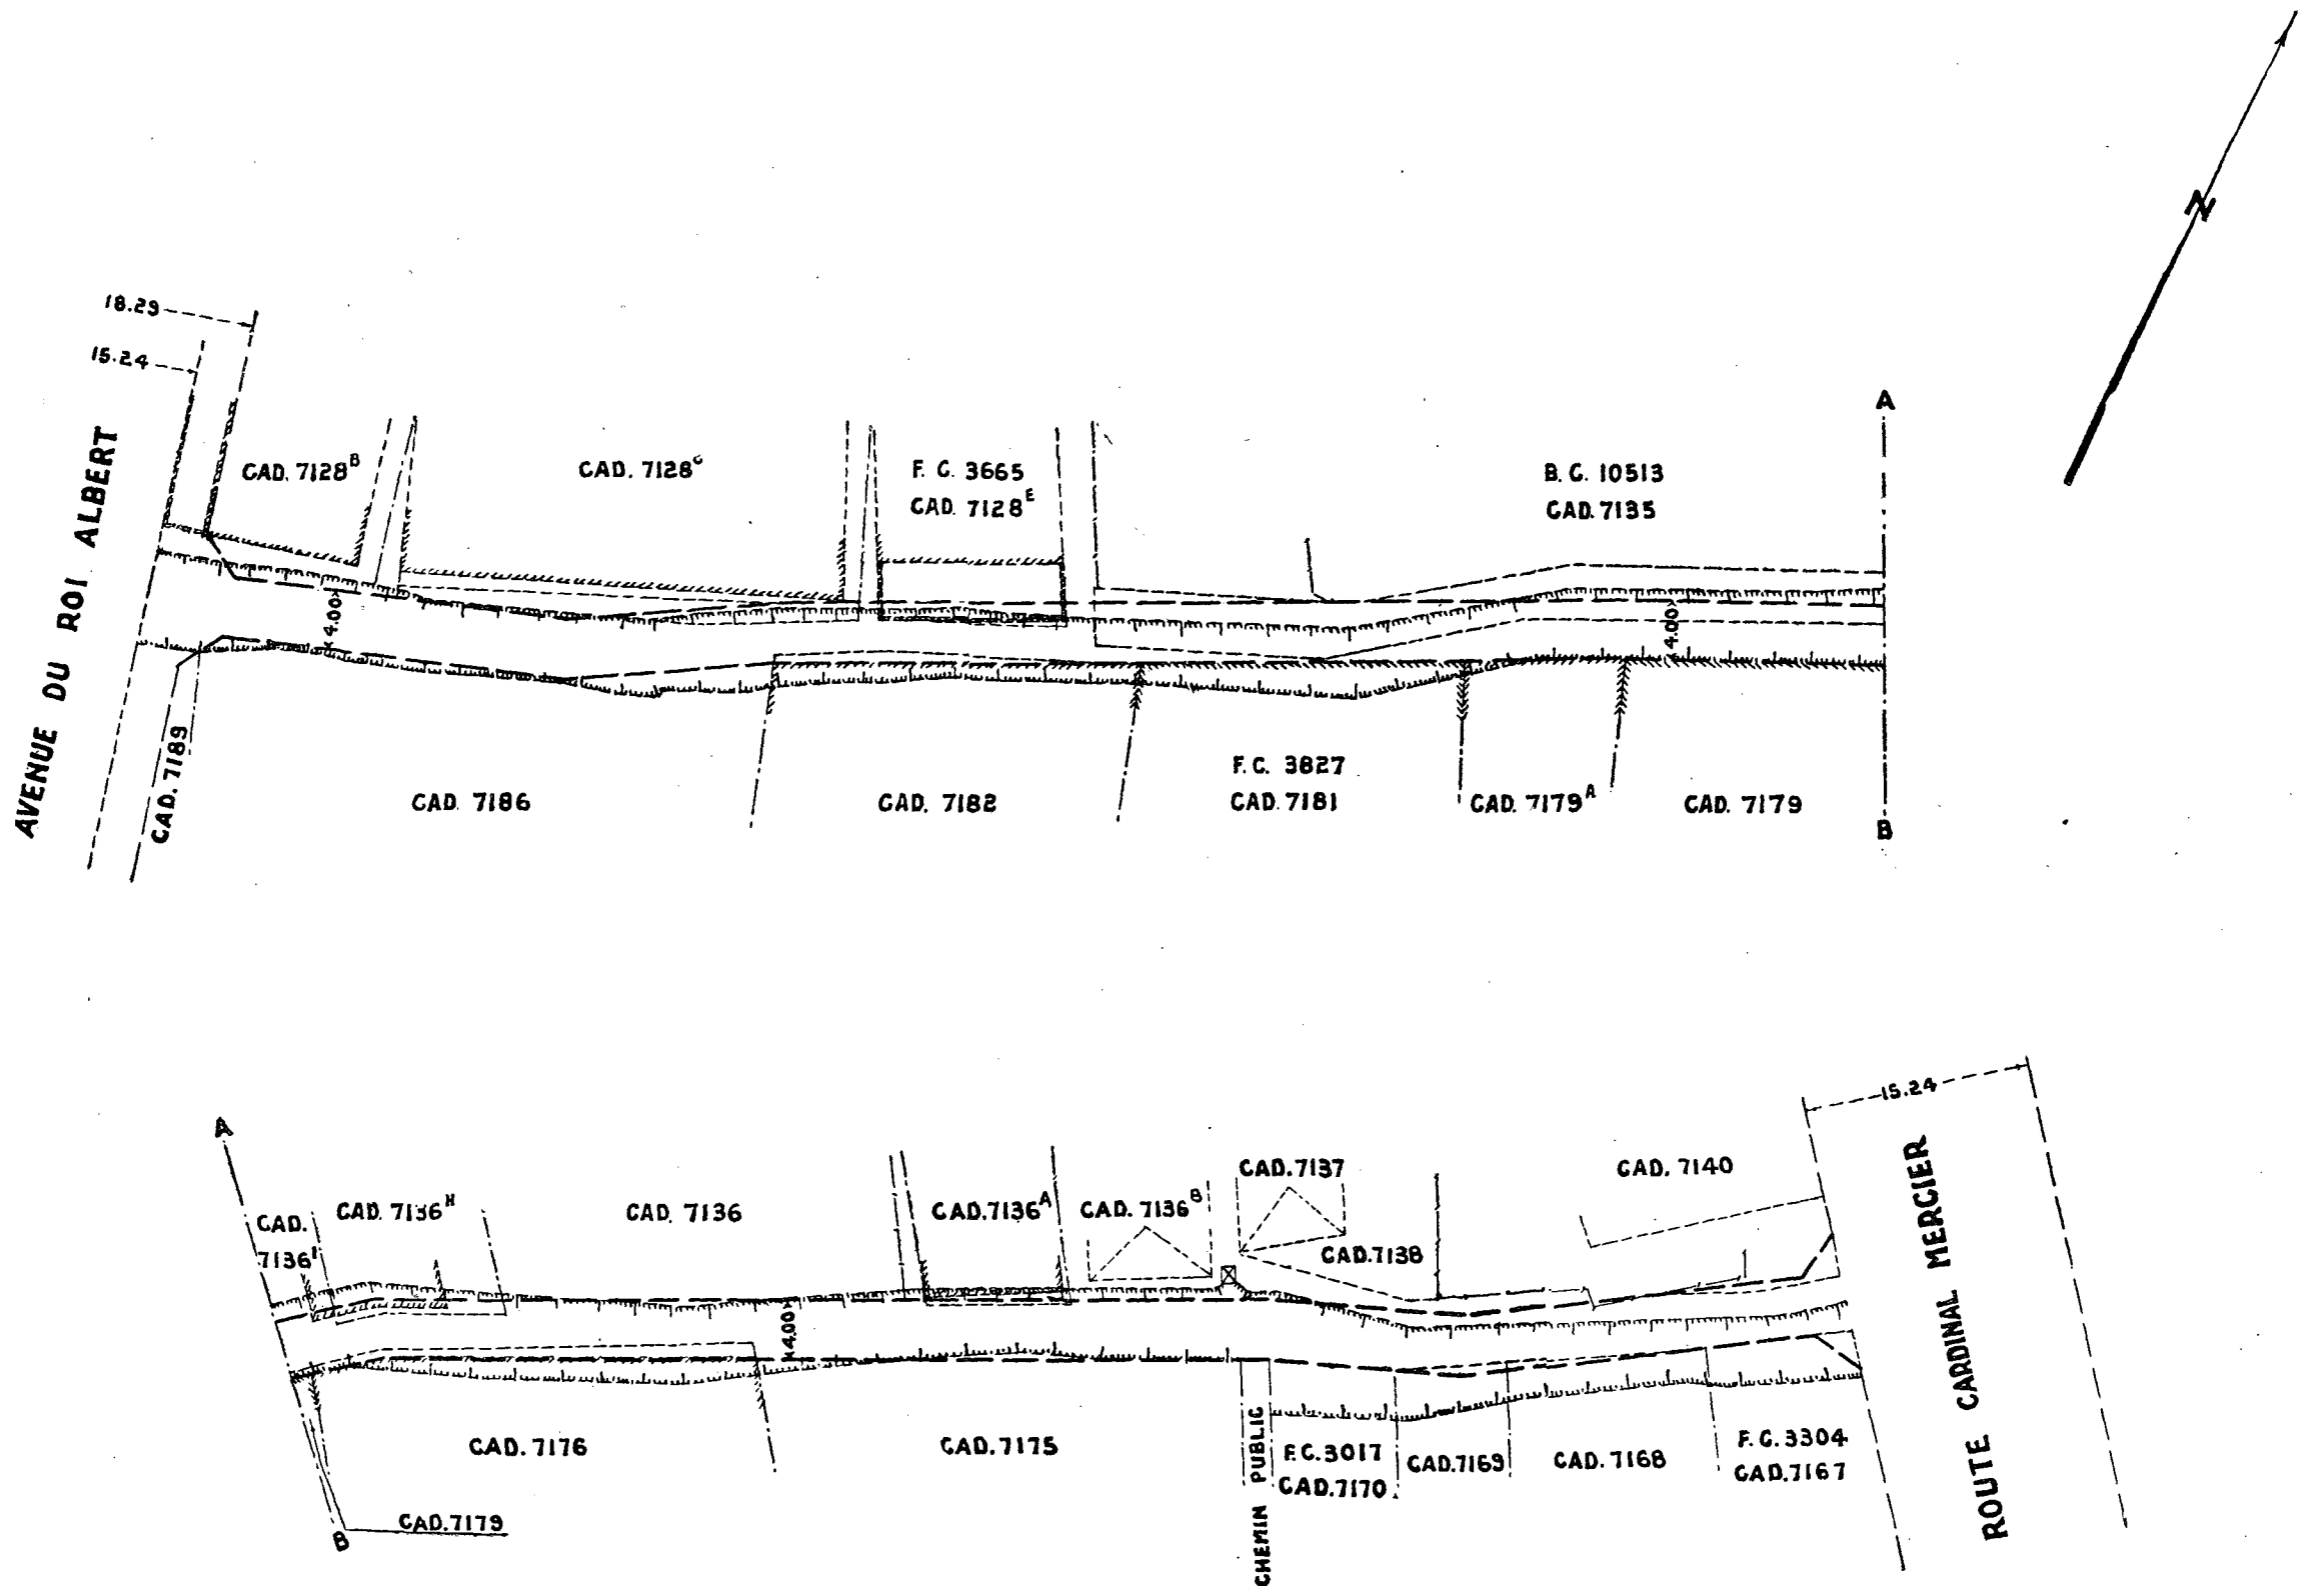 N
18.29
15.24
AVENUE DU ROI ALBERT
CAD. 7128B
CAD. 7128C
F. C. 3665
CAD. 7128E
B. C. 10513
CAD. 7135
A
4.00
4.00
CAD. 7189
CAD. 7186
CAD. 7182
F. C. 3827
CAD. 7181
CAD. 7179A
CAD. 7179
B
A
CAD.
7136I
CAD. 7136H
CAD. 7136
CAD. 7136A
CAD. 7136B
CAD. 7137
CAD. 7138
CAD. 7140
15.24
ROUTE CARDINAL MERCIER
4.00
CAD. 7176
CAD. 7175
CHEMIN PUBLIC
F. C. 3017
CAD. 7170
CAD. 7169
CAD. 7168
F. C. 3304
CAD. 7167
CAD. 7179
B